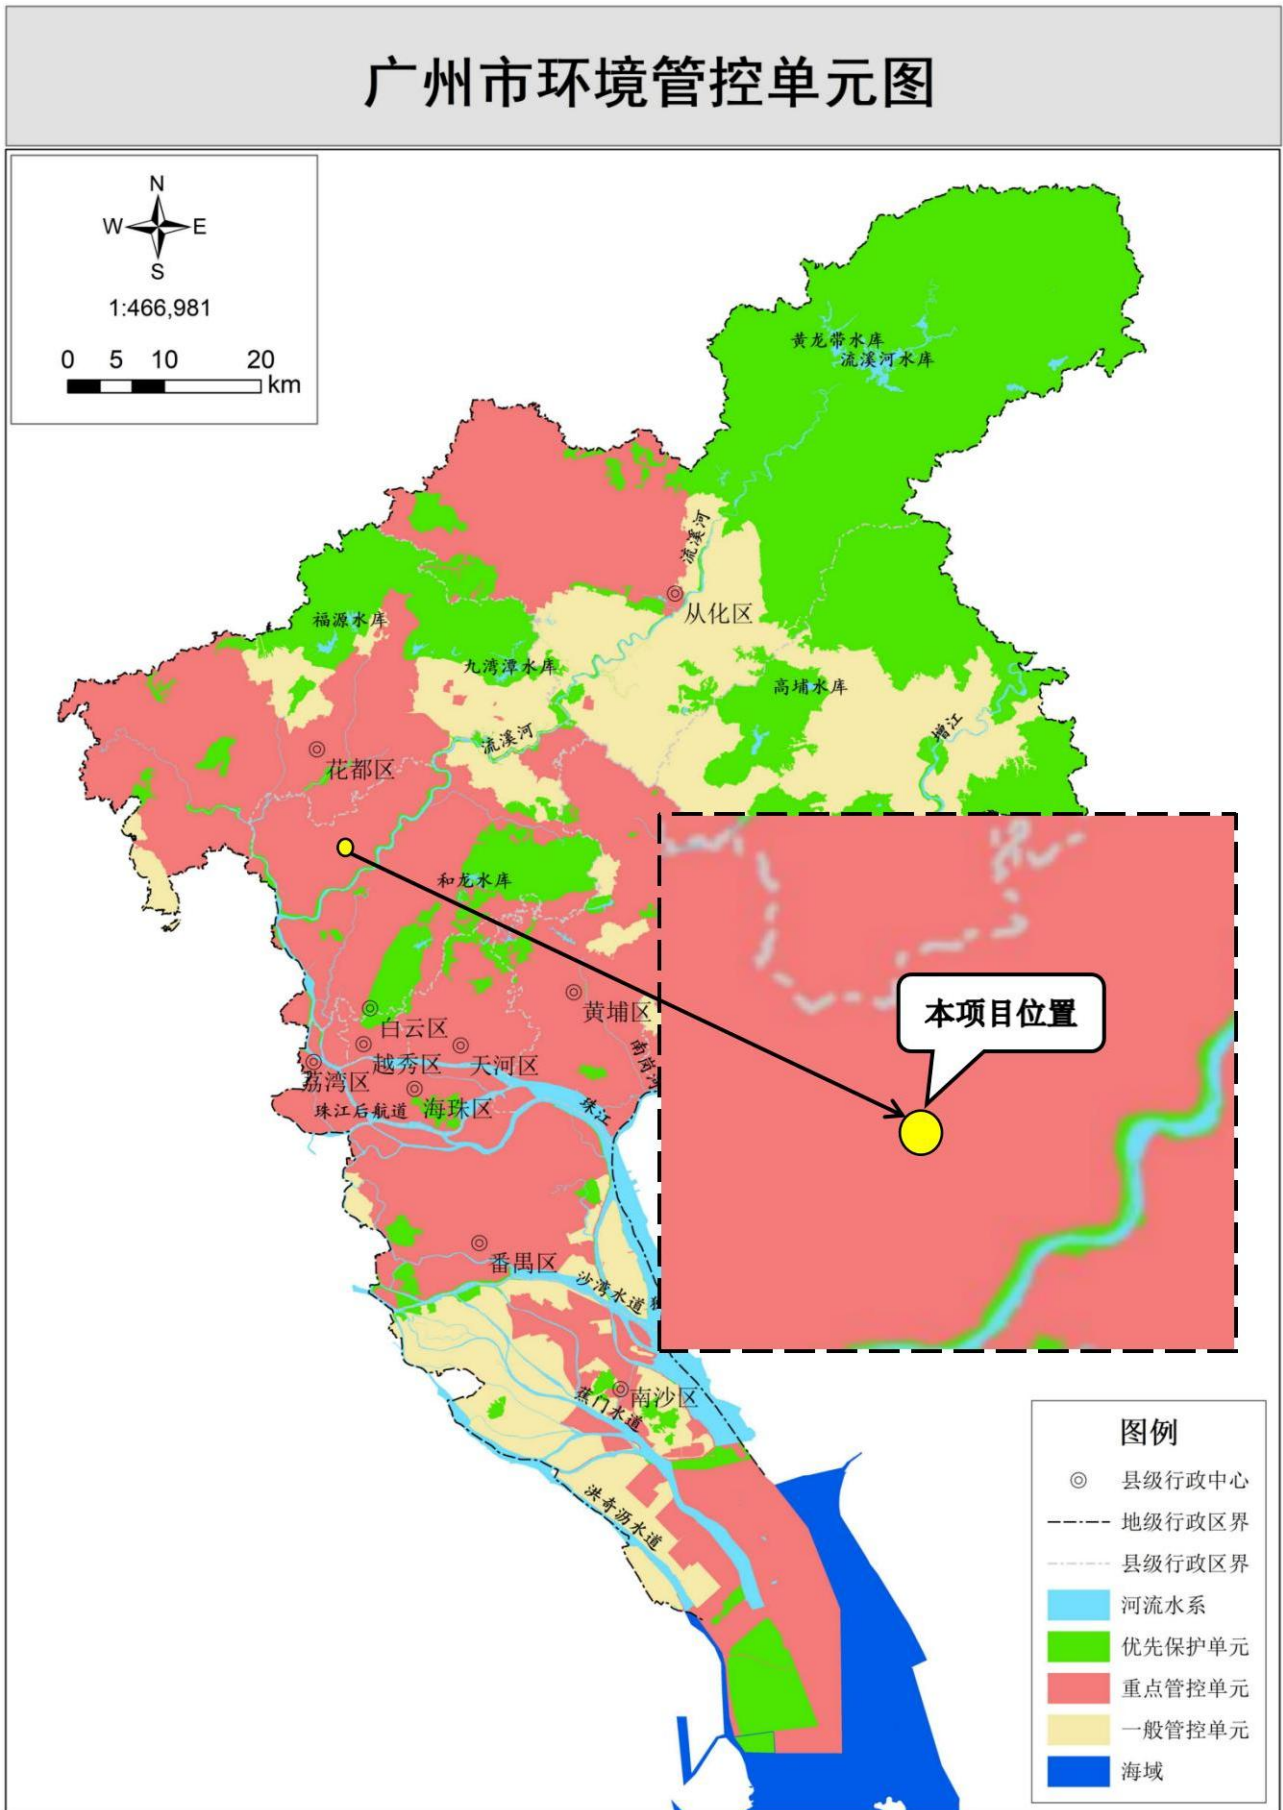 广州市环境管控单元图
N
W E
S
1:466,981
0 5 10 20
km
黄龙带水库
流溪河水库
流溪河
从化区
福源水库
九湾潭水库
高埔水库
增江
流溪河
花都区
和龙水库
本项目位置
黄埔区
白云区
南岗河
越秀区
天河区
荔湾区
海珠区
珠江后航道
珠江
番禺区
沙湾水道
南沙区
蕉门水道
洪奇沥水道
图例
县级行政中心
地级行政区界
县级行政区界
河流水系
优先保护单元
重点管控单元
一般管控单元
海域